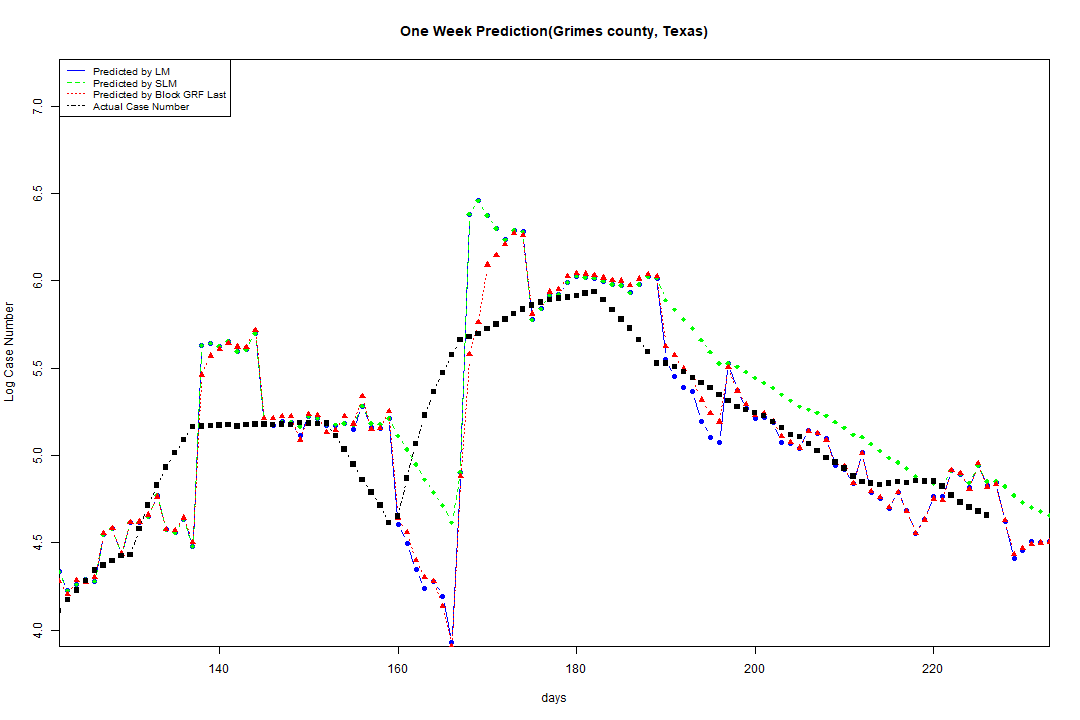 One Week Prediction(Grimes county, Texas)
Predicted by LM
Predicted by SLM
Predicted by Block GRF Last
Actual Case Number
7.0
6.5
6.0
5.5
5.0
4.5
4.0
Log Case Number
140 160 180 200 220
days